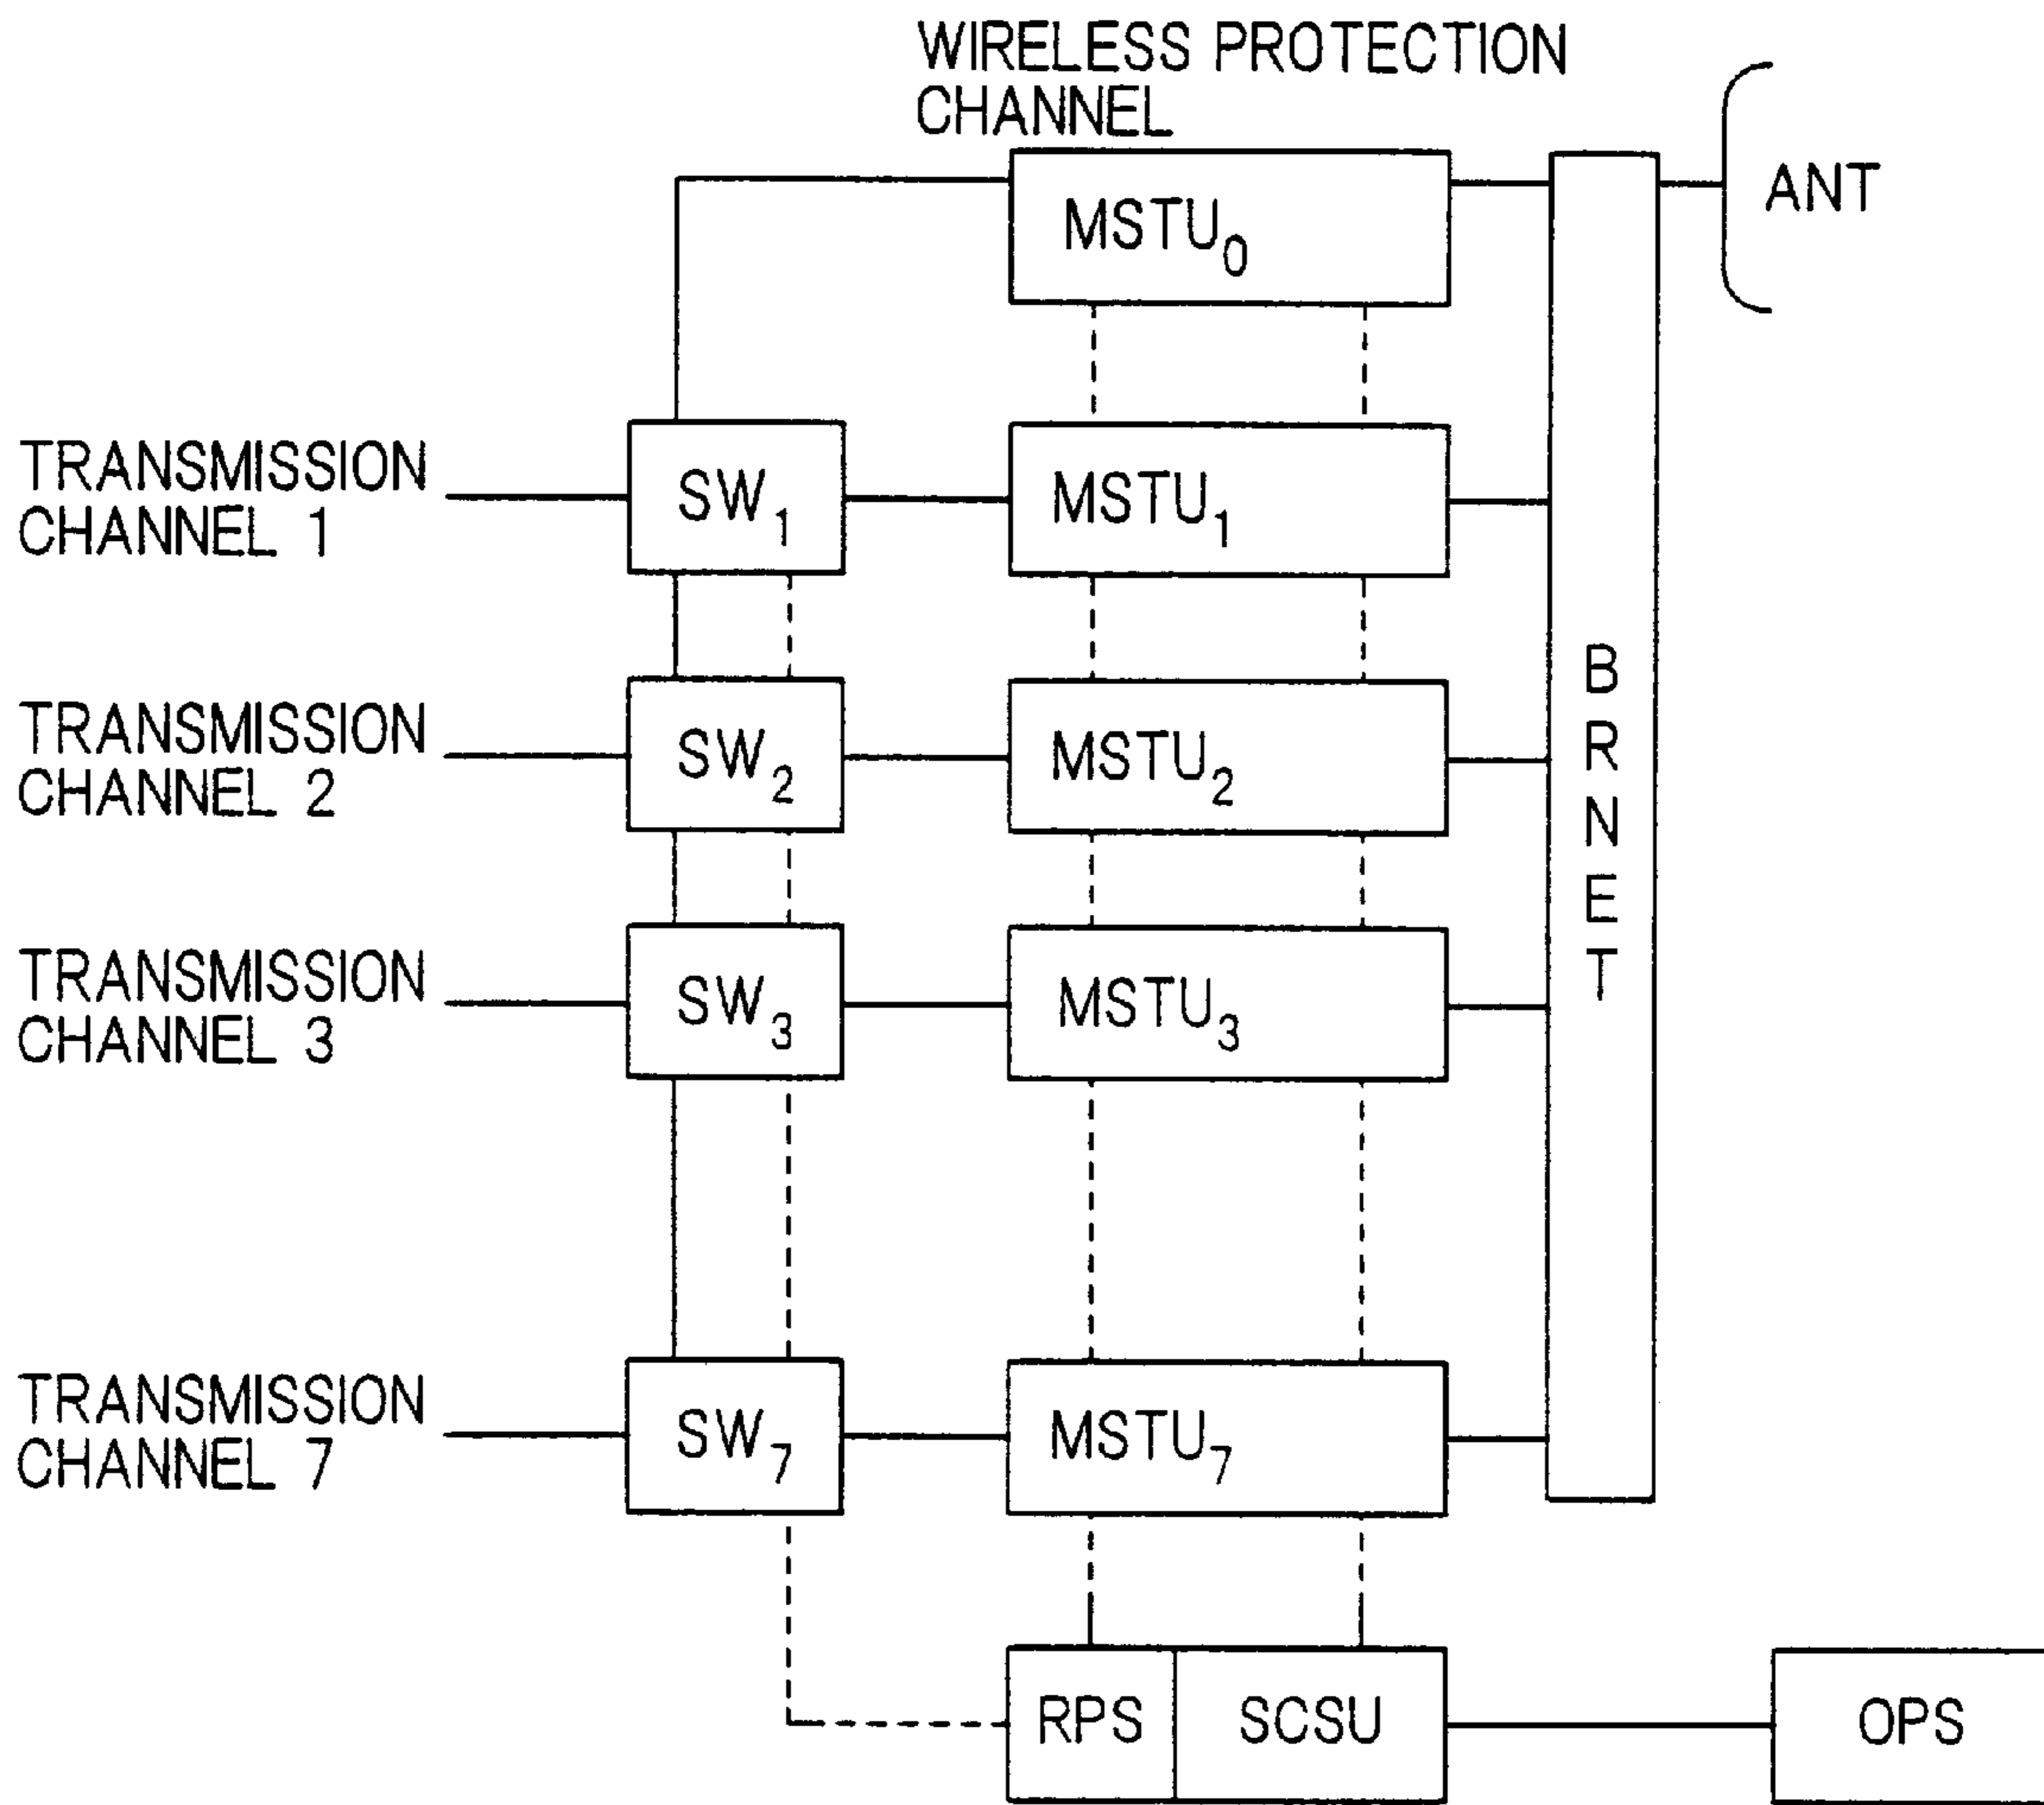 WIRELESS PROTECTION
CHANNEL
ANT
MSTU0
TRANSMISSION
CHANNEL 1
SW1
MSTU1
TRANSMISSION
CHANNEL 2
SW2
MSTU2
BRNET
TRANSMISSION
CHANNEL 3
SW3
MSTU3
TRANSMISSION
CHANNEL 7
SW7
MSTU7
RPS
SCSU
OPS